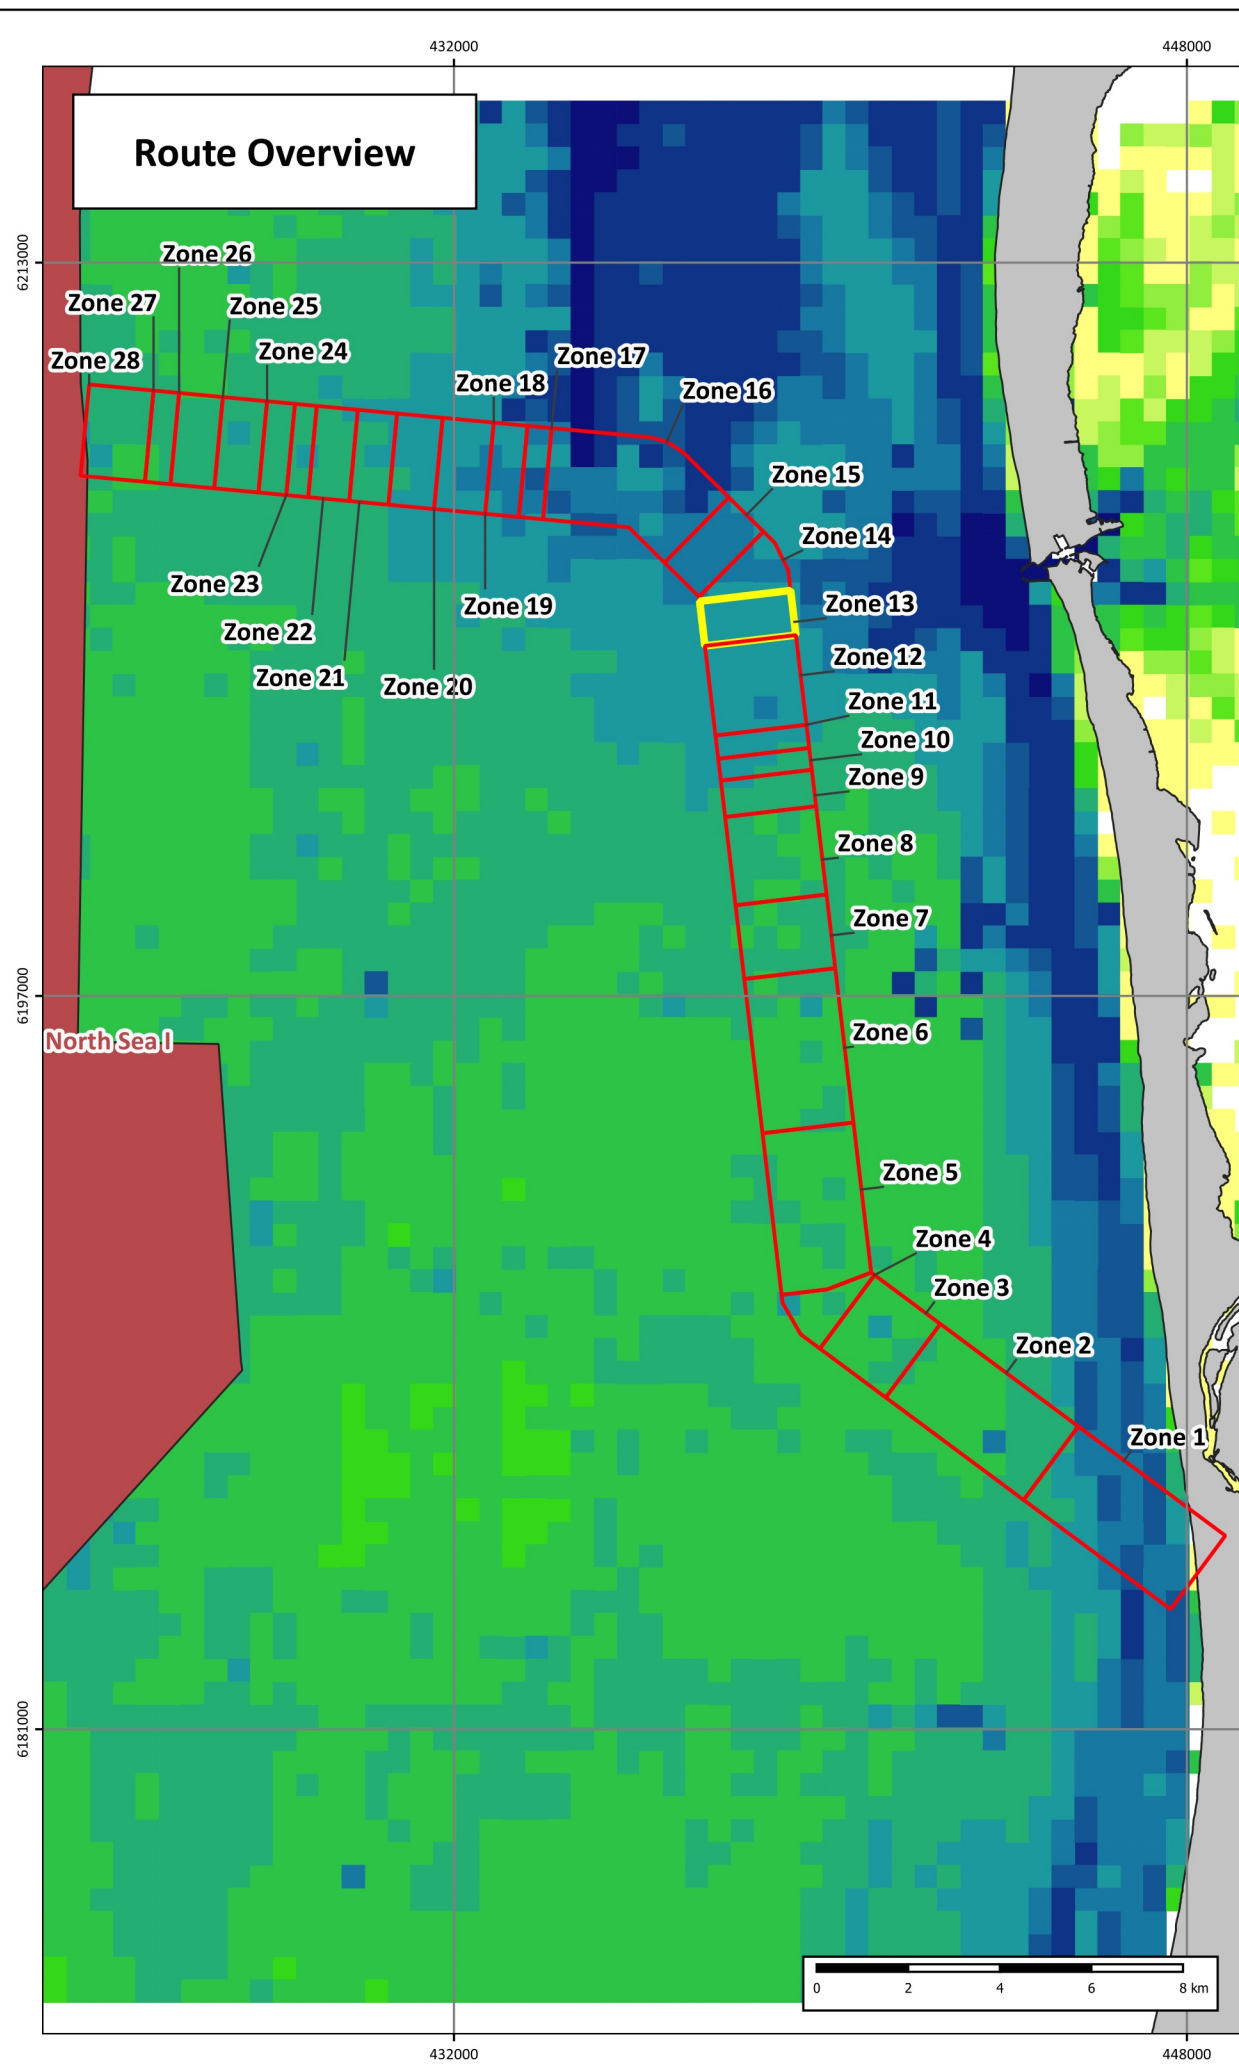 432000
448000
Route Overview
6213000
Zone 26
Zone 27
Zone 25
Zone 24
Zone 28
Zone 17
Zone 18
Zone 16
Zone 15
Zone 14
Zone 23
Zone 13
Zone 19
Zone 22
Zone 12
Zone 21
Zone 20
Zone 11
Zone 10
Zone 9
Zone 8
Zone 7
6197000
Zone 6
North Sea I
Zone 5
Zone 4
Zone 3
Zone 2
Zone 1
6181000
0 2 4 6 8 km
432000
448000